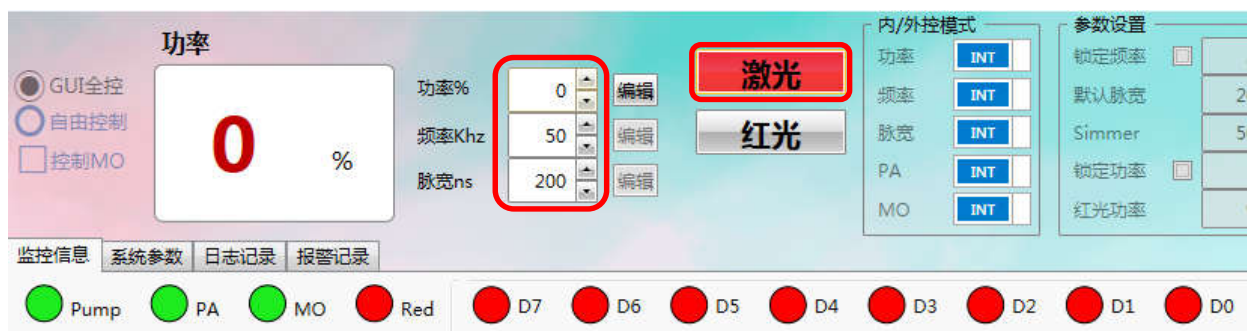 功率
GUI全控
自由控制
控制MO
0 %
功率% 0 编辑
频率Khz 50 编辑
脉宽ns 200 编辑
激光
红光
内/外控模式
功率 INT
频率 INT
脉宽 INT
PA INT
MO INT
参数设置
锁定频率
默认脉宽 2
Simmer 5
锁定功率
红光功率
监控信息 系统参数 日志记录 报警记录
Pump PA MO Red D7 D6 D5 D4 D3 D2 D1 D0